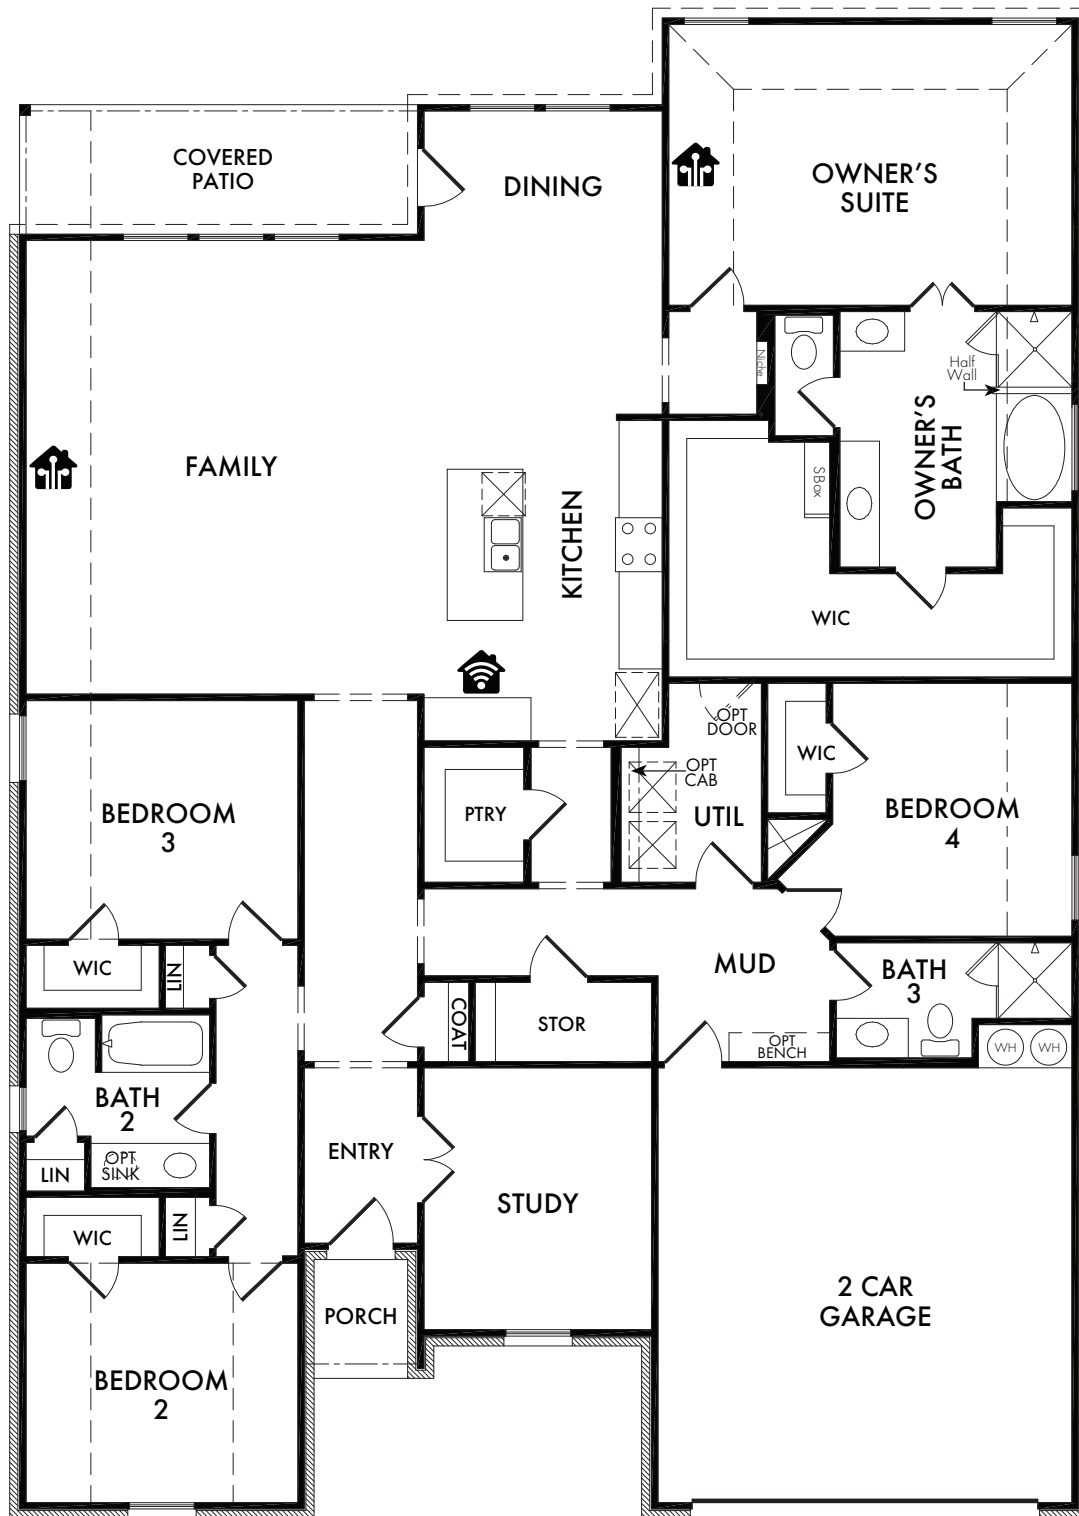 COVERED
PATIO
DINING
OWNER'S
SUITE
Niche
Half
Wall
OWNER'S
BATH
FAMILY
SBox
KITCHEN
WIC
OPT
DOOR
WIC
OPT
CAB
BEDROOM
3
PTRY
UTIL
BEDROOM
4
WIC
LIN
MUD
BATH
3
COAT
STOR
OPT
BENCH
WH
WH
BATH
2
ENTRY
LIN
OPT
SINK
STUDY
WIC
LIN
2 CAR
GARAGE
PORCH
BEDROOM
2